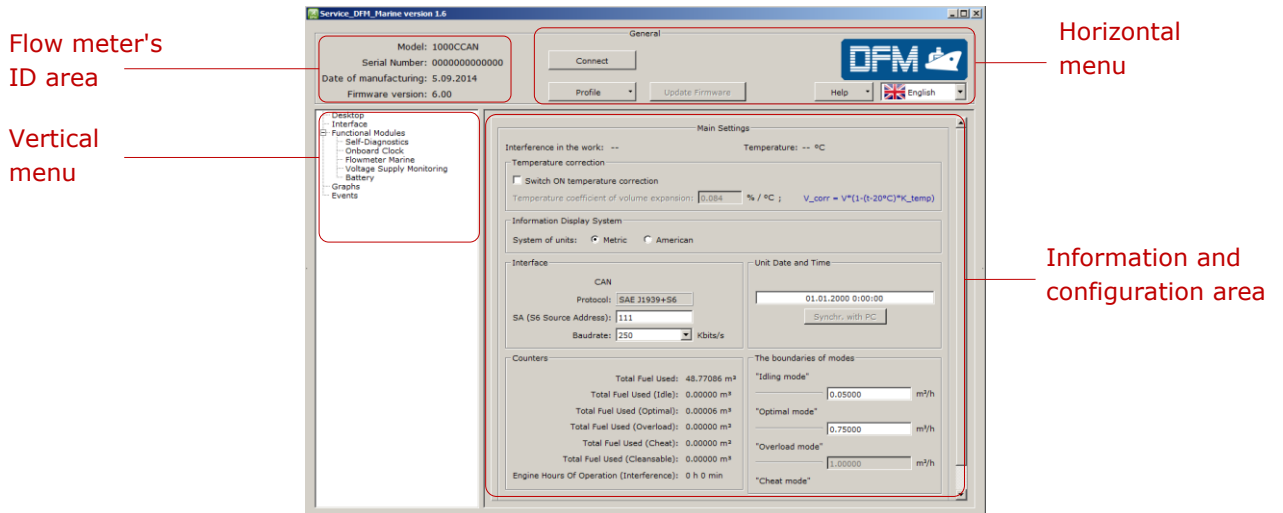 Service_DFM_Marine version 1.6
Flow meter's
ID area
Model: 1000CCAN
Serial Number: 0000000000000
Date of manufacturing: 5.09.2014
Firmware version: 6.00
General
Connect
Profile
Update Firmware
DFM
Help
English
Horizontal
menu
Vertical
menu
Desktop
Interface
Functional Modules
Self-Diagnostics
Onboard Clock
Flowmeter Marine
Voltage Supply Monitoring
Battery
Graphs
Events
Main Settings
Interference in the work: --
Temperature: -- ºC
Temperature correction
Switch ON temperature correction
Temperature coefficient of volume expansion: 0.084 % / ºC ; V_corr = V*(1-(t-20ºC)*K_temp)
Information Display System
System of units: Metric American
Interface
CAN
Protocol: SAE J1939+S6
SA (S6 Source Address): 111
Baudrate: 250 Kbits/s
Unit Date and Time
01.01.2000 0:00:00
Synchr. with PC
Information and
configuration area
Counters
Total Fuel Used: 48.77086 m³
Total Fuel Used (Idle): 0.00000 m³
Total Fuel Used (Optimal): 0.00006 m³
Total Fuel Used (Overload): 0.00000 m³
Total Fuel Used (Cheat): 0.00000 m³
Total Fuel Used (Cleansable): 0.00000 m³
Engine Hours Of Operation (Interference): 0 h 0 min
The boundaries of modes
"Idling mode"
0.05000 m³/h
"Optimal mode"
0.75000 m³/h
"Overload mode"
1.00000 m³/h
"Cheat mode"